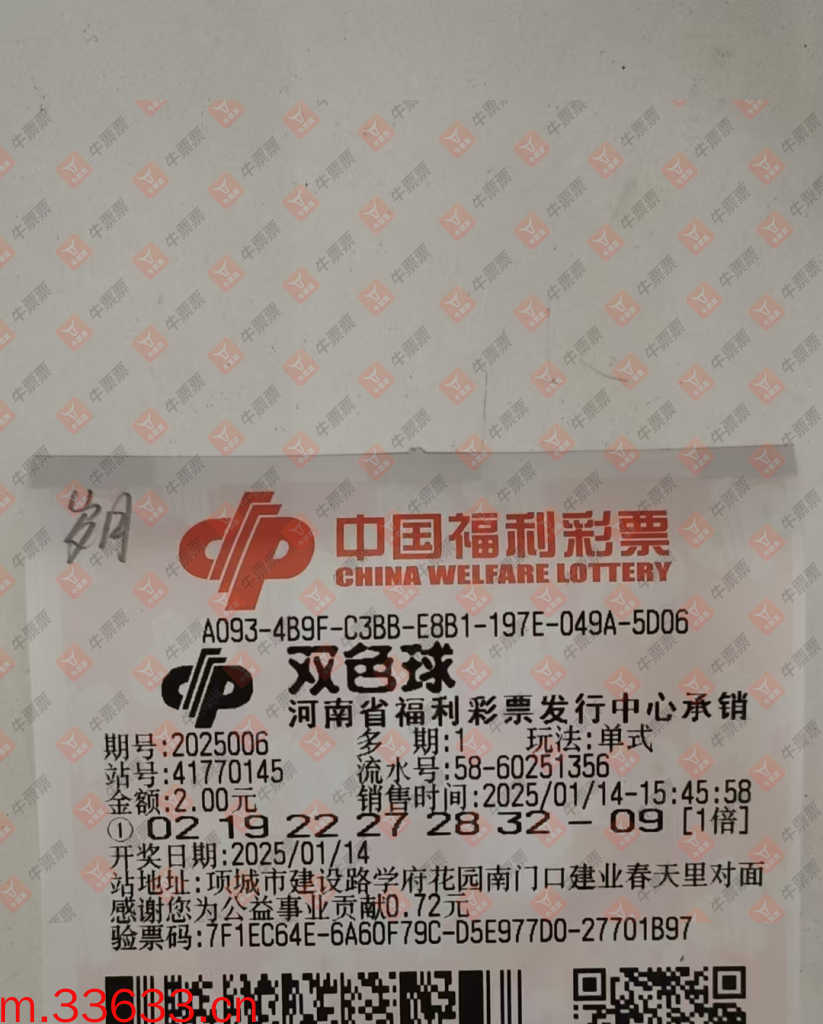 岁月
中国福利彩票
CHINA WELFARE LOTTERY
A093-4B9F-C3BB-E8B1-197E-049A-5D06
双色球
河南省福利彩票发行中心承销
期号:2025006 多 期:1 玩法:单式
站号:41770145 流水号:58-60251356
金额:2.00元 销售时间:2025/01/14-15:45:58
① 02 19 22 27 28 32 - 09 [1倍]
开奖日期:2025/01/14
站地址:项城市建设路学府花园南门口建业春天里对面
感谢您为公益事业贡献0.72元
验票码:7F1EC64E-6A60F79C-D5E977D0-27701B97
m.33633.cn
牛票票